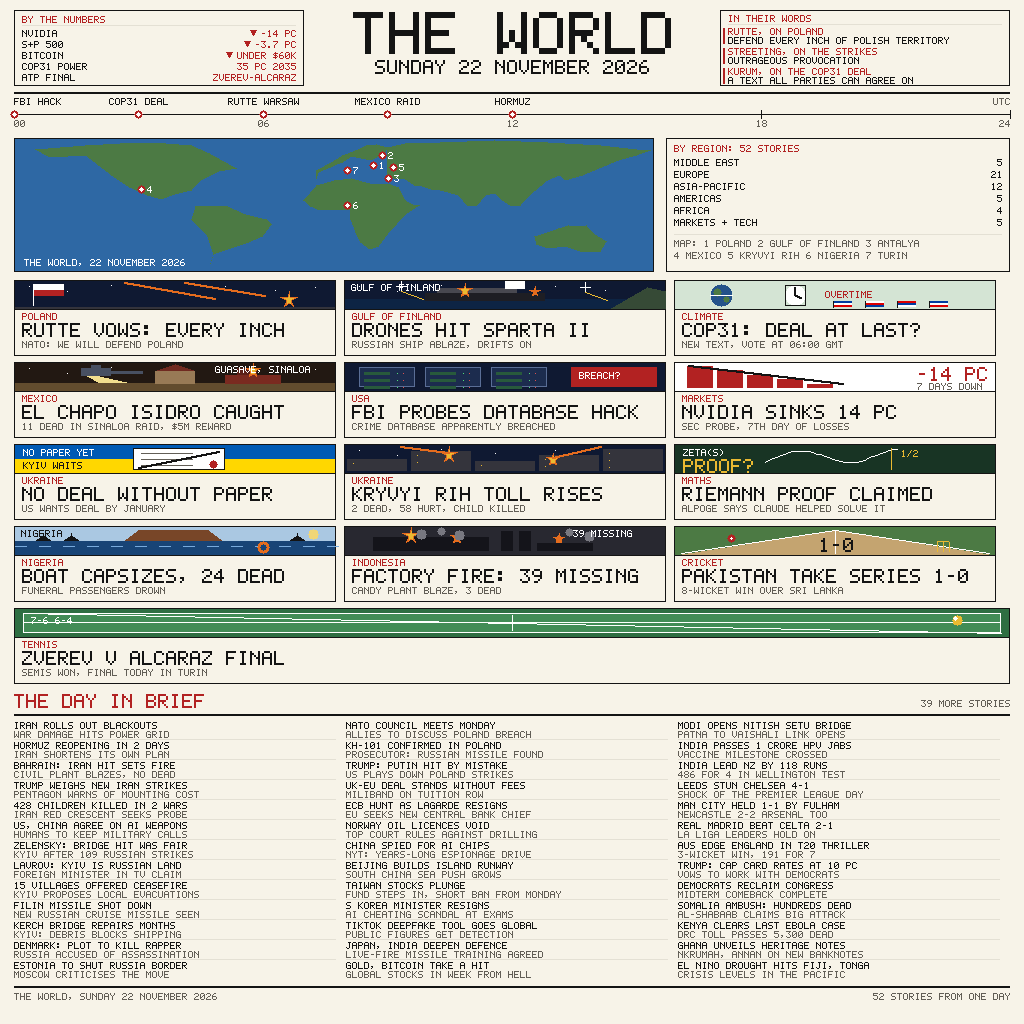 BY THE NUMBERS
NVIDIA ▼ -14 PC
S+P 500 ▼ -3.7 PC
BITCOIN ▼ UNDER $60K
COP31 POWER 35 PC 2035
ATP FINAL ZVEREV-ALCARAZ
THE WORLD
SUNDAY 22 NOVEMBER 2026
IN THEIR WORDS
RUTTE, ON POLAND
DEFEND EVERY INCH OF POLISH TERRITORY
STREETING, ON THE STRIKES
OUTRAGEOUS PROVOCATION
KURUM, ON THE COP31 DEAL
A TEXT ALL PARTIES CAN AGREE ON
FBI HACK COP31 DEAL RUTTE WARSAW MEXICO RAID HORMUZ UTC
00 06 12 18 24
2
1
5
7
3
4
6
THE WORLD, 22 NOVEMBER 2026
BY REGION: 52 STORIES
MIDDLE EAST 5
EUROPE 21
ASIA-PACIFIC 12
AMERICAS 5
AFRICA 4
MARKETS + TECH 5
MAP: 1 POLAND 2 GULF OF FINLAND 3 ANTALYA
4 MEXICO 5 KRYVYI RIH 6 NIGERIA 7 TURIN
POLAND
RUTTE VOWS: EVERY INCH
NATO: WE WILL DEFEND POLAND
GULF OF FINLAND
GULF OF FINLAND
DRONES HIT SPARTA II
RUSSIAN SHIP ABLAZE, DRIFTS ON
OVERTIME
CLIMATE
COP31: DEAL AT LAST?
NEW TEXT, VOTE AT 06:00 GMT
GUASAVE, SINALOA
MEXICO
EL CHAPO ISIDRO CAUGHT
11 DEAD IN SINALOA RAID, $5M REWARD
BREACH?
USA
FBI PROBES DATABASE HACK
CRIME DATABASE APPARENTLY BREACHED
-14 PC
7 DAYS DOWN
MARKETS
NVIDIA SINKS 14 PC
SEC PROBE, 7TH DAY OF LOSSES
NO PAPER YET
KYIV WAITS
UKRAINE
NO DEAL WITHOUT PAPER
US WANTS DEAL BY JANUARY
UKRAINE
KRYVYI RIH TOLL RISES
2 DEAD, 58 HURT, CHILD KILLED
ZETA(S)
PROOF?
1/2
MATHS
RIEMANN PROOF CLAIMED
ALPOGE SAYS CLAUDE HELPED SOLVE IT
NIGERIA
NIGERIA
BOAT CAPSIZES, 24 DEAD
FUNERAL PASSENGERS DROWN
39 MISSING
INDONESIA
FACTORY FIRE: 39 MISSING
CANDY PLANT BLAZE, 3 DEAD
1-0
CRICKET
PAKISTAN TAKE SERIES 1-0
8-WICKET WIN OVER SRI LANKA
7-6 6-4
TENNIS
ZVEREV V ALCARAZ FINAL
SEMIS WON, FINAL TODAY IN TURIN
THE DAY IN BRIEF
39 MORE STORIES
IRAN ROLLS OUT BLACKOUTS
WAR DAMAGE HITS POWER GRID
HORMUZ REOPENING IN 2 DAYS
IRAN SHORTENS ITS OWN PLAN
BAHRAIN: IRAN HIT SETS FIRE
CIVIL PLANT BLAZES, NO DEAD
TRUMP WEIGHS NEW IRAN STRIKES
PENTAGON WARNS OF MOUNTING COST
428 CHILDREN KILLED IN 2 WARS
IRAN RED CRESCENT SEEKS PROBE
US, CHINA AGREE ON AI WEAPONS
HUMANS TO KEEP MILITARY CALLS
ZELENSKY: BRIDGE HIT WAS FAIR
KYIV AFTER 109 RUSSIAN STRIKES
LAVROV: KYIV IS RUSSIAN LAND
FOREIGN MINISTER IN TV CLAIM
15 VILLAGES OFFERED CEASEFIRE
KYIV PROPOSES LOCAL EVACUATIONS
FILIN MISSILE SHOT DOWN
NEW RUSSIAN CRUISE MISSILE SEEN
KERCH BRIDGE REPAIRS MONTHS
KYIV: DEBRIS BLOCKS SHIPPING
DENMARK: PLOT TO KILL RAPPER
RUSSIA ACCUSED OF ASSASSINATION
ESTONIA TO SHUT RUSSIA BORDER
MOSCOW CRITICISES THE MOVE
NATO COUNCIL MEETS MONDAY
ALLIES TO DISCUSS POLAND BREACH
KH-101 CONFIRMED IN POLAND
PROSECUTOR: RUSSIAN MISSILE FOUND
TRUMP: PUTIN HIT BY MISTAKE
US PLAYS DOWN POLAND STRIKES
UK-EU DEAL STANDS WITHOUT FEES
MILIBAND ON TUITION ROW
ECB HUNT AS LAGARDE RESIGNS
EU SEEKS NEW CENTRAL BANK CHIEF
NORWAY OIL LICENCES VOID
TOP COURT RULES AGAINST DRILLING
CHINA SPIED FOR AI CHIPS
NYT: YEARS-LONG ESPIONAGE DRIVE
BEIJING BUILDS ISLAND RUNWAY
SOUTH CHINA SEA PUSH GROWS
TAIWAN STOCKS PLUNGE
FUND STEPS IN, SHORT BAN FROM MONDAY
S KOREA MINISTER RESIGNS
AI CHEATING SCANDAL AT EXAMS
TIKTOK DEEPFAKE TOOL GOES GLOBAL
PUBLIC FIGURES GET DETECTION
JAPAN, INDIA DEEPEN DEFENCE
LIVE-FIRE MISSILE TRAINING AGREED
GOLD, BITCOIN TAKE A HIT
GLOBAL STOCKS IN WEEK FROM HELL
MODI OPENS NITISH SETU BRIDGE
PATNA TO VAISHALI LINK OPENS
INDIA PASSES 1 CRORE HPV JABS
VACCINE MILESTONE CROSSED
INDIA LEAD NZ BY 118 RUNS
486 FOR 4 IN WELLINGTON TEST
LEEDS STUN CHELSEA 4-1
SHOCK OF THE PREMIER LEAGUE DAY
MAN CITY HELD 1-1 BY FULHAM
NEWCASTLE 2-2 ARSENAL TOO
REAL MADRID BEAT CELTA 2-1
LA LIGA LEADERS HOLD ON
AUS EDGE ENGLAND IN T20 THRILLER
3-WICKET WIN, 191 FOR 7
TRUMP: CAP CARD RATES AT 10 PC
VOWS TO WORK WITH DEMOCRATS
DEMOCRATS RECLAIM CONGRESS
MIDTERM COMEBACK COMPLETE
SOMALIA AMBUSH: HUNDREDS DEAD
AL-SHABAAB CLAIMS BIG ATTACK
KENYA CLEARS LAST EBOLA CASE
DRC TOLL PASSES 5,300 DEAD
GHANA UNVEILS HERITAGE NOTES
NKRUMAH, ANNAN ON NEW BANKNOTES
EL NINO DROUGHT HITS FIJI, TONGA
CRISIS LEVELS IN THE PACIFIC
THE WORLD, SUNDAY 22 NOVEMBER 2026
52 STORIES FROM ONE DAY